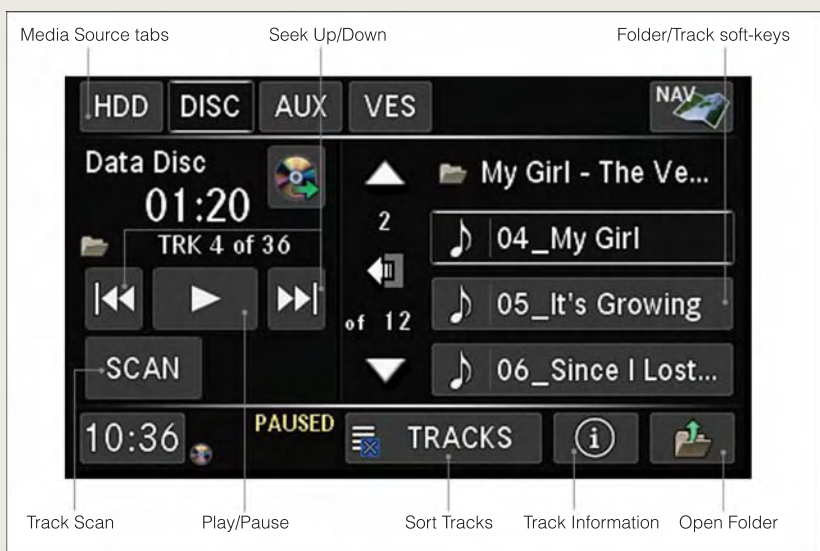 Media Source tabs
Seek Up/Down
Folder/Track soft-keys
HDD DISC AUX VES NAV
Data Disc
01:20
TRK 4 of 36
SCAN
2
of 12
My Girl - The Ve...
04_My Girl
05_It's Growing
06_Since I Lost...
10:36 PAUSED TRACKS i
Track Scan
Play/Pause
Sort Tracks
Track Information
Open Folder